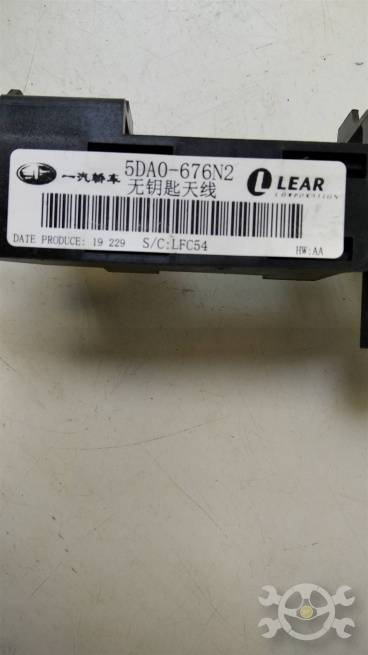 一汽轿车 5DA0-676N2 LEAR
无钥匙天线 CORPORATION
DATE PRODUCE: 19 229 S/C:LFC54 HW:AA